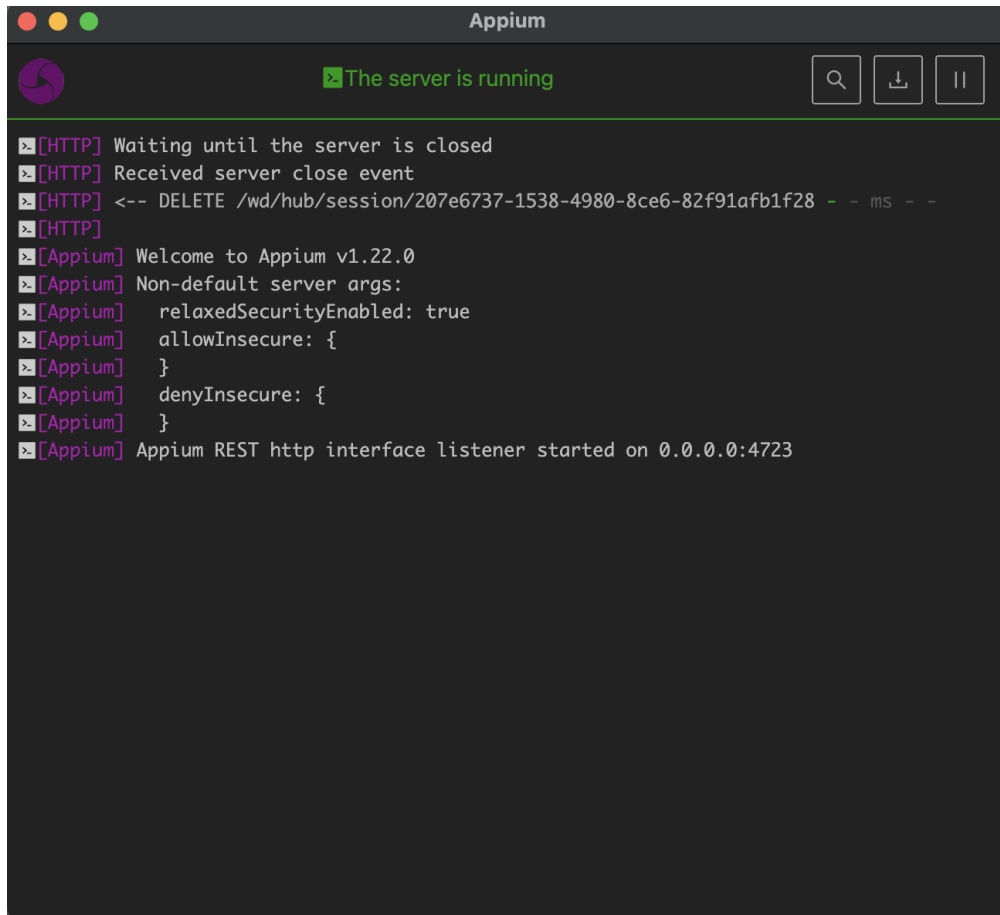 Appium
The server is running
[HTTP] Waiting until the server is closed
[HTTP] Received server close event
[HTTP] <-- DELETE /wd/hub/session/207e6737-1538-4980-8ce6-82f91afb1f28 - - ms - -
[HTTP]
[Appium] Welcome to Appium v1.22.0
[Appium] Non-default server args:
[Appium]   relaxedSecurityEnabled: true
[Appium]   allowInsecure: {
[Appium]   }
[Appium]   denyInsecure: {
[Appium]   }
[Appium] Appium REST http interface listener started on 0.0.0.0:4723